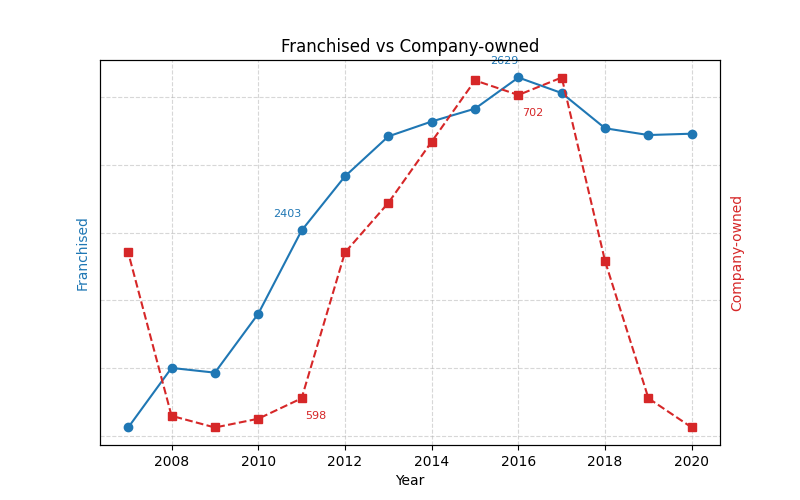 Franchised vs Company-owned
2629
702
2403
598
Franchised
Company-owned
2008 2010 2012 2014 2016 2018 2020
Year